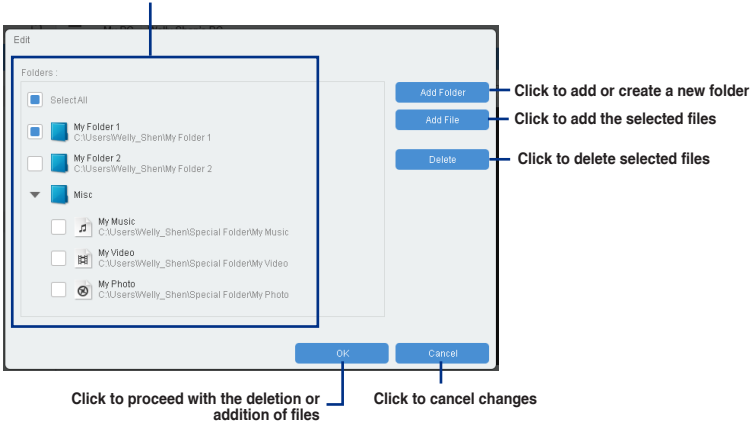 Edit
Folders :
SelectAll
My Folder 1
C:\Users\Welly_Shen\My Folder 1
My Folder 2
C:\Users\Welly_Shen\My Folder 2
Misc
My Music
C:\Users\Welly_Shen\Special Folder\My Music
My Video
C:\Users\Welly_Shen\Special Folder\My Video
My Photo
C:\Users\Welly_Shen\Special Folder\My Photo
Add Folder
Click to add or create a new folder
Add File
Click to add the selected files
Delete
Click to delete selected files
OK
Cancel
Click to proceed with the deletion or
addition of files
Click to cancel changes